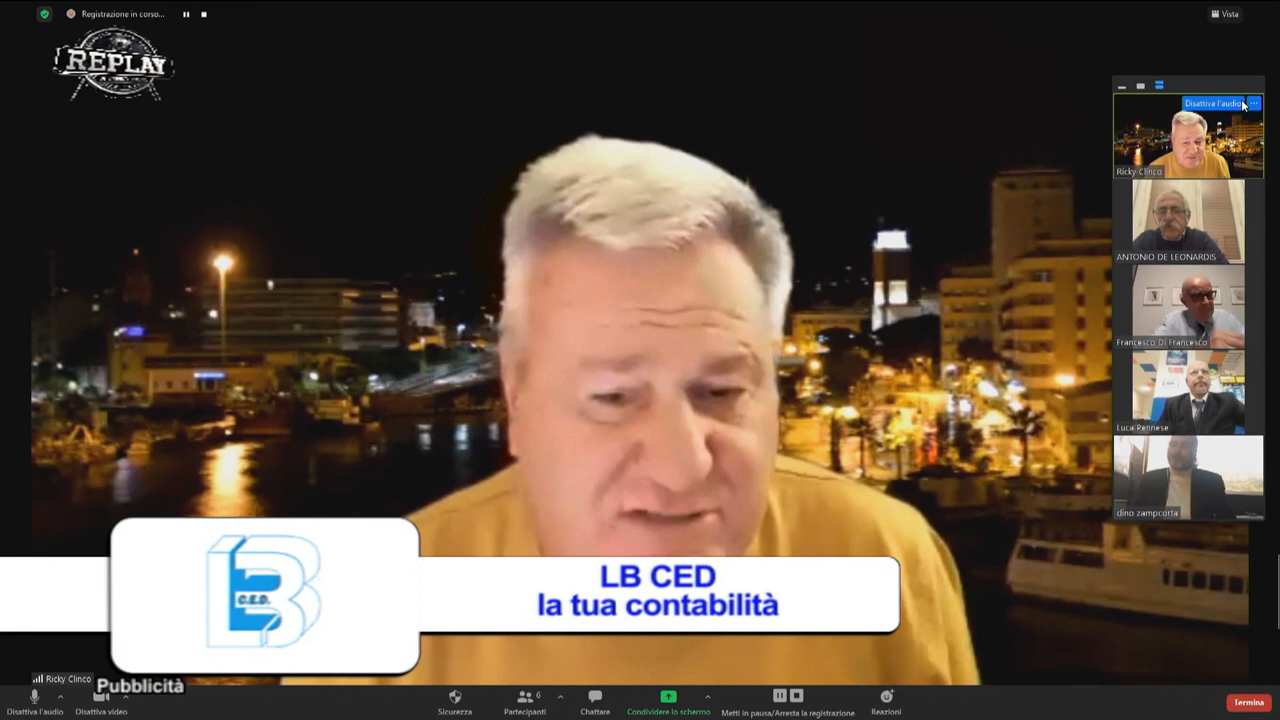 Registrazione in corso...
Vista
REPLAY
Disattiva l'audio
Ricky Clinco
ANTONIO DE LEONARDIS
Francesco Di Francesco
Luca Pennese
dino zampcorta
LB
C.E.D.
LB CED
la tua contabilità
Ricky Clinco
Pubblicità
Disattiva l'audio
Disattiva video
Sicurezza
Partecipanti
6
Chattare
Condividere lo schermo
Metti in pausa/Arresta la registrazione
Reazioni
Termina